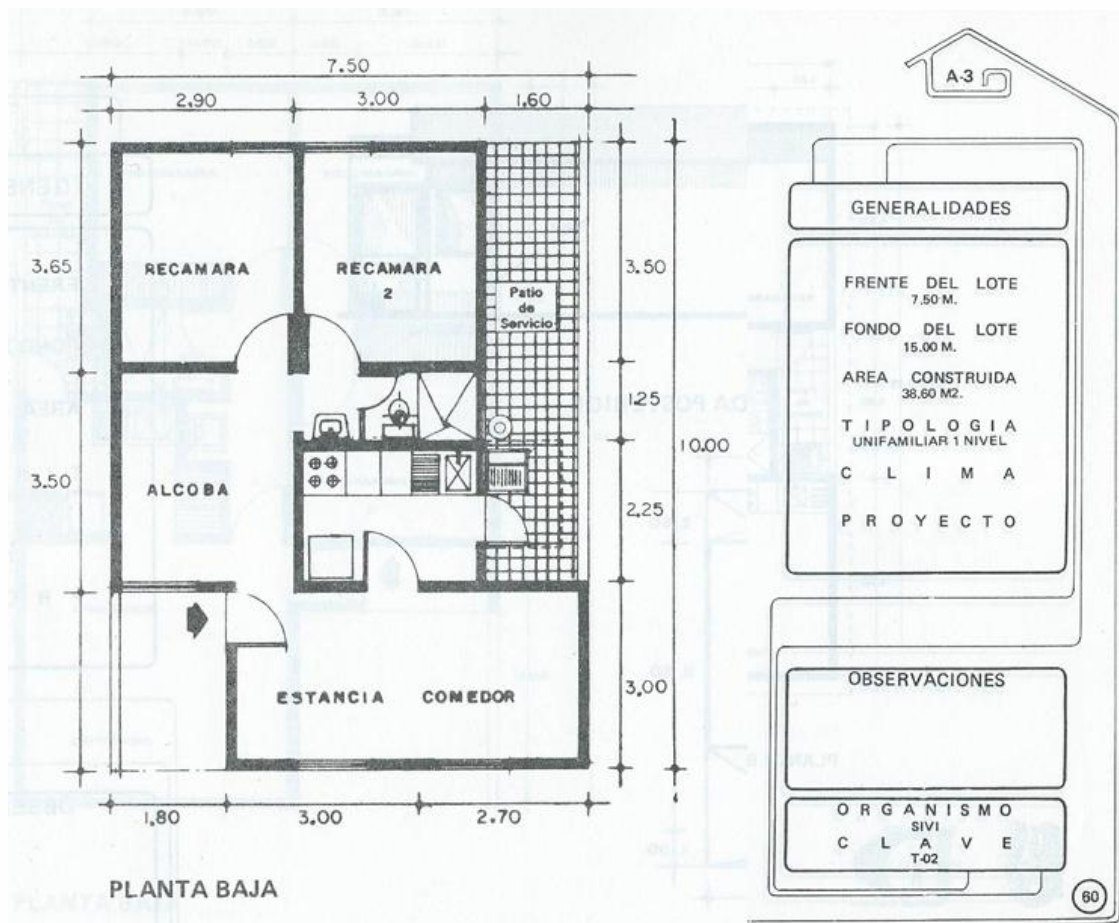 7.50
2.90 3.00 1.60
3.65
3.50
RECAMARA
RECAMARA
2
Patio
de
Servicio
3.50
1.25
10.00
2.25
3.00
ALCOBA
ESTANCIA COMEDOR
1.80 3.00 2.70
PLANTA BAJA
A-3
GENERALIDADES
FRENTE DEL LOTE
7.50 M.
FONDO DEL LOTE
15.00 M.
AREA CONSTRUIDA
38.60 M2.
TIPOLOGIA
UNIFAMILIAR 1 NIVEL
CLIMA
PROYECTO
OBSERVACIONES
ORGANISMO
SIVI
CLAVE
T-02
60